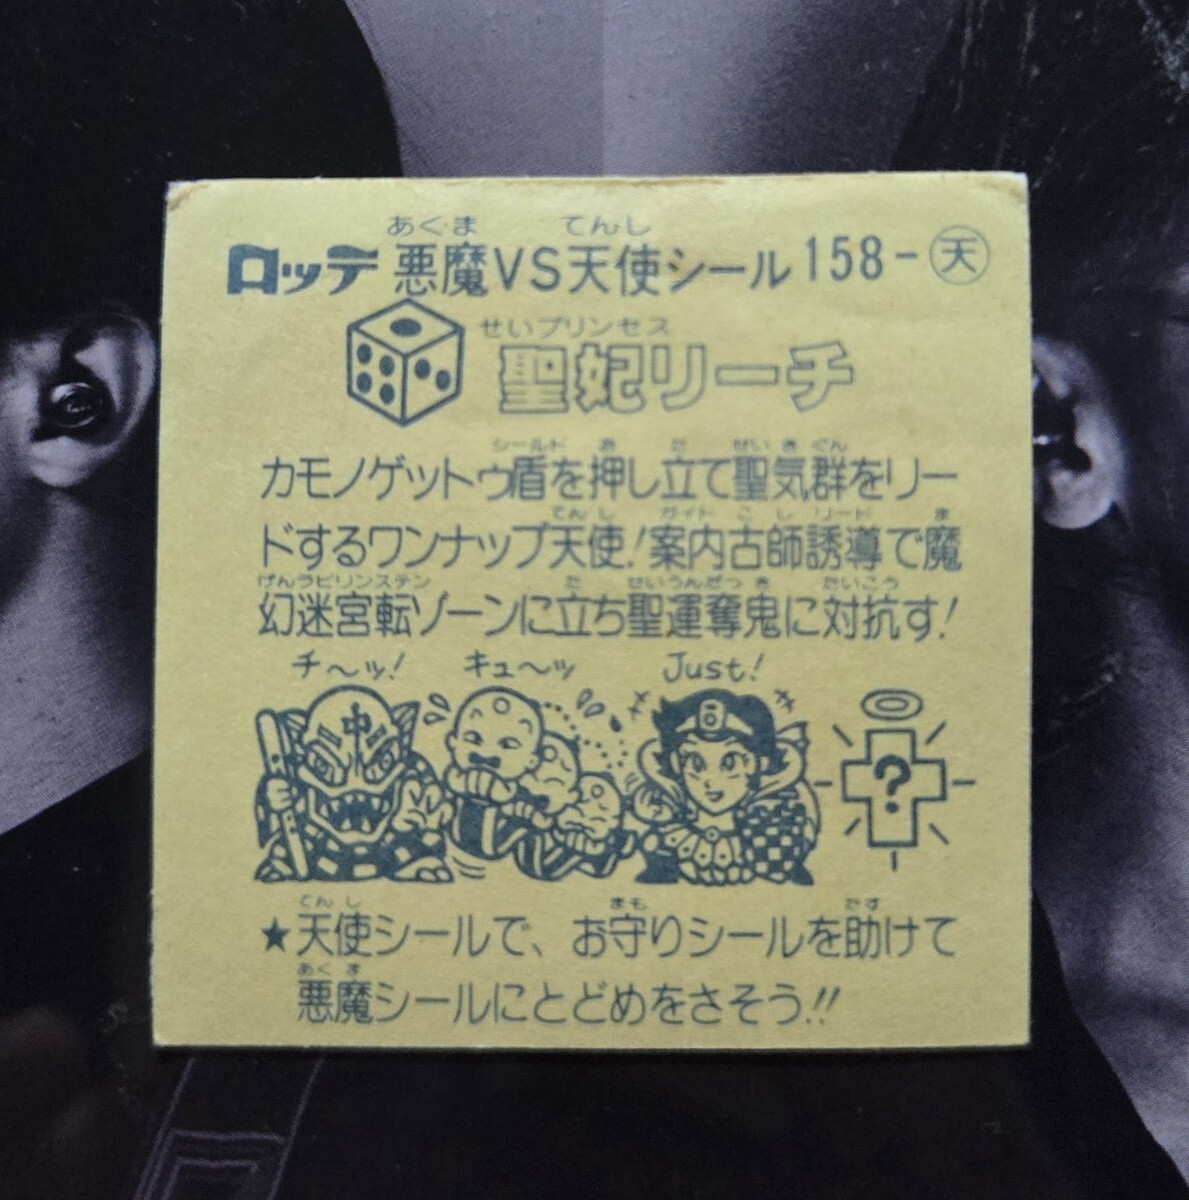 あくま てんし
ロッテ 悪魔VS天使シール 158-天
せいプリンセス
聖妃リーチ
シールド お た せいきぐん
カモノゲットゥ盾を押し立て聖気群をリー
てんし ガイドこし リード ま
ドするワンナップ天使!案内古師誘導で魔
げんラビリンステン た せいうんだっき たいこう
幻迷宮転ゾーンに立ち聖運奪鬼に対抗す!
チ〜ッ! キュ〜ッ Just!
中
?
てんし まも たす
★天使シールで、お守りシールを助けて
あくま
悪魔シールにとどめをさそう!!